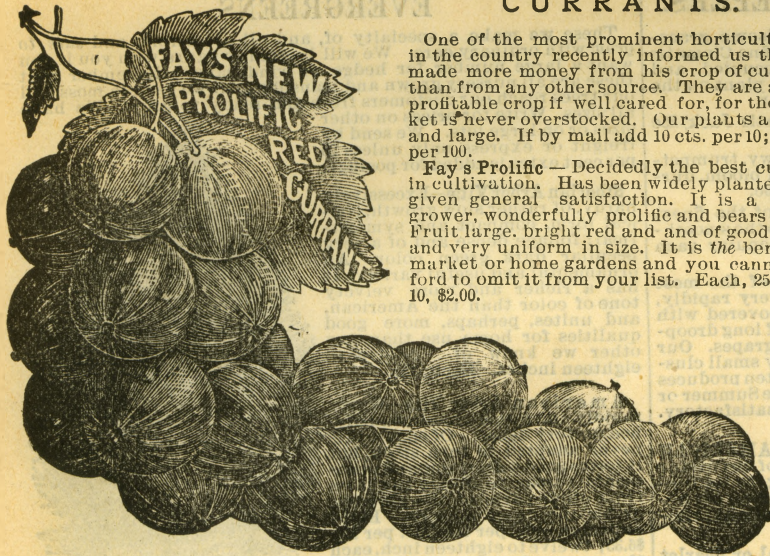 FAY'S NEW
PROLIFIC
RED
CURRANT
CURRANTS.
One of the most prominent horticult
in the country recently informed us th
made more money from his crop of cu
than from any other source. They are a
profitable crop if well cared for, for the
ket is never overstocked. Our plants a
and large. If by mail add 10 cts. per 10;
per 100.
Fay's Prolific — Decidedly the best cu
in cultivation. Has been widely plante
given general satisfaction. It is a
grower, wonderfully prolific and bears
Fruit large. bright red and and of good
and very uniform in size. It is the ber
market or home gardens and you cann
ford to omit it from your list. Each, 25
10, $2.00.